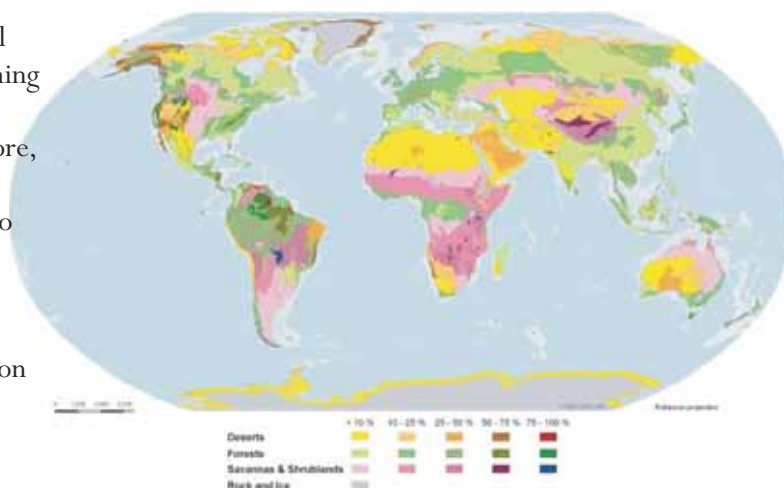 l
ning
ore,
o
on
Robinson projection
< 10 % 10 - 25 % 25 - 50 % 50 - 75 % 75 - 100 %
Deserts
Forests
Savannas & Shrublands
Rock and Ice